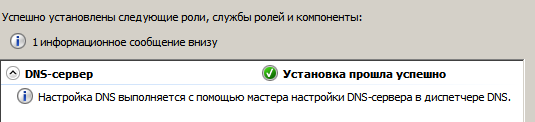 Успешно установлены следующие роли, службы ролей и компоненты:
1 информационное сообщение внизу
DNS-сервер Установка прошла успешно
Настройка DNS выполняется с помощью мастера настройки DNS-сервера в диспетчере DNS.